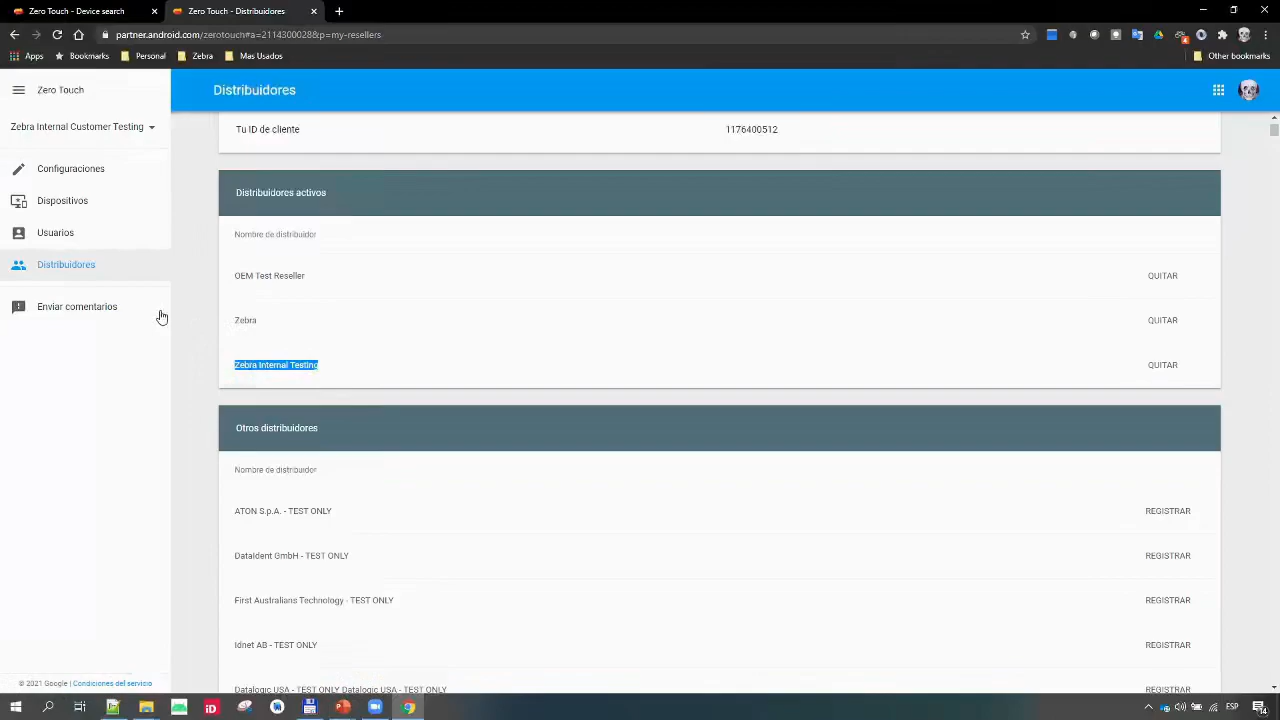 Zero Touch - Device search
Zero Touch - Distributors
partner.android.com/zerotouch#a=2114300028&p=my-resellers
Apps
Bookmarks
Personal
Zebra
Mas Usados
Other bookmarks
Zero Touch
Distribuidores
Zebra Internal Customer Testing
Configuraciones
Dispositivos
Usuarios
Distribuidores
Enviar comentarios
Tu ID de cliente
1176400512
Distribuidores activos
Nombre de distribuidor
OEM Test Reseller QUITAR
Zebra QUITAR
Zebra Internal Testing QUITAR
Otros distribuidores
Nombre de distribuidor
ATON S.p.A. - TEST ONLY REGISTRAR
DataIdent GmbH - TEST ONLY REGISTRAR
First Australians Technology - TEST ONLY REGISTRAR
Idnet AB - TEST ONLY REGISTRAR
Datalogic USA - TEST ONLY Datalogic USA - TEST ONLY
© 2021 Google | Condiciones del servicio
iD
ESP